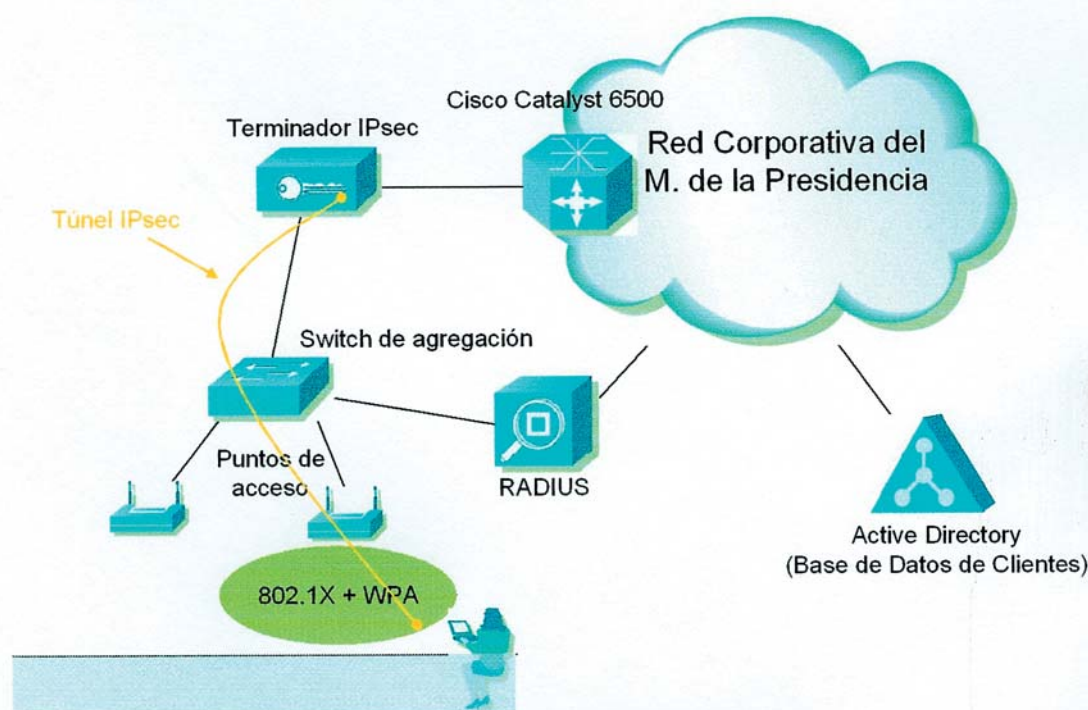 Cisco Catalyst 6500
Terminador IPsec
Red Corporativa del
M. de la Presidencia
Túnel IPsec
Switch de agregación
Puntos de
acceso
RADIUS
Active Directory
(Base de Datos de Clientes)
802.1X + WPA